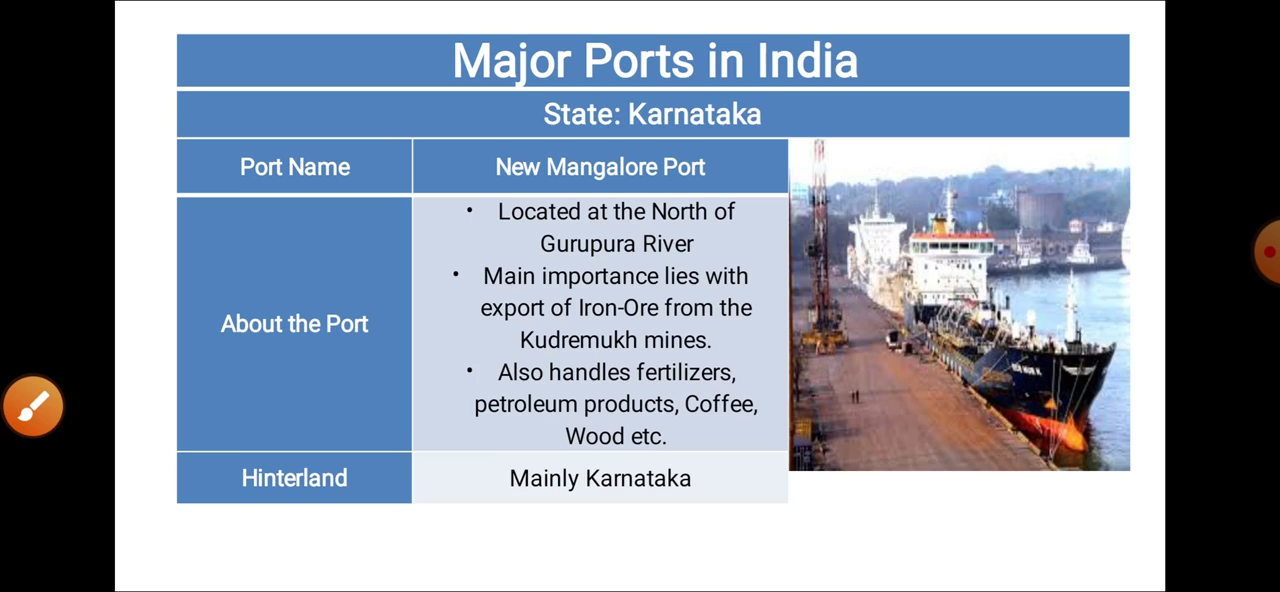 Major Ports in India
State: Karnataka
Port Name
New Mangalore Port
About the Port
• Located at the North of
Gurupura River
• Main importance lies with
export of Iron-Ore from the
Kudremukh mines.
• Also handles fertilizers,
petroleum products, Coffee,
Wood etc.
Hinterland
Mainly Karnataka